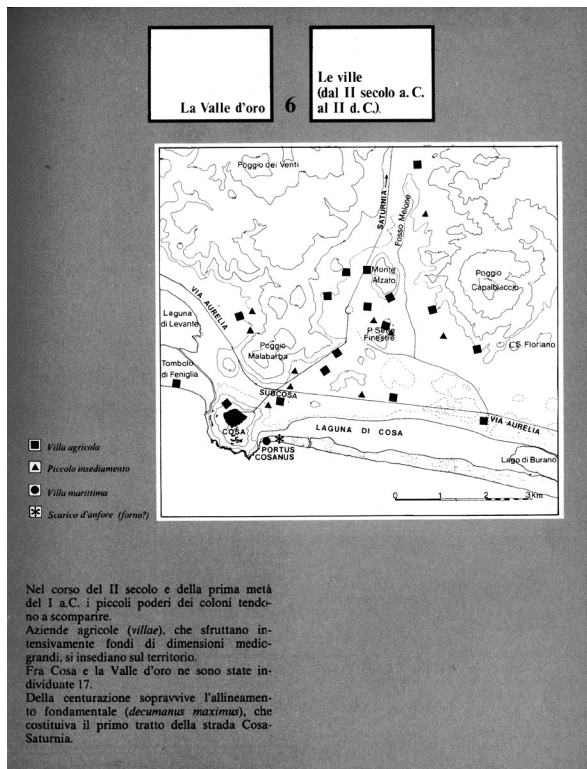 La Valle d'oro
6
Le ville
(dal II secolo a. C.
al II d. C.).
Poggio dei Venti
SATURNIA
Fosso Melone
Monte
Alzato
Poggio
Capalbiaccio
VIA AURELIA
Laguna
di Levante
P. Sette
Finestre
S. Floriano
Poggio
Malabarba
Tombolo
di Feniglia
SUBCOSA
COSA
LAGUNA DI COSA
VIA AURELIA
PORTUS
COSANUS
Lago di Burano
0 1 2 3 Km
Villa agricola
Piccolo insediamento
Villa marittima
Scarico d'anfore (forno?)
Nel corso del II secolo e della prima metà
del I a.C. i piccoli poderi dei coloni tendo-
no a scomparire.
Aziende agricole (villae), che sfruttano in-
tensivamente fondi di dimensioni medio-
grandi, si insediano sul territorio.
Fra Cosa e la Valle d'oro ne sono state in-
dividuate 17.
Della centurazione sopravvive l'allineamen-
to fondamentale (decumanus maximus), che
costituiva il primo tratto della strada Cosa-
Saturnia.